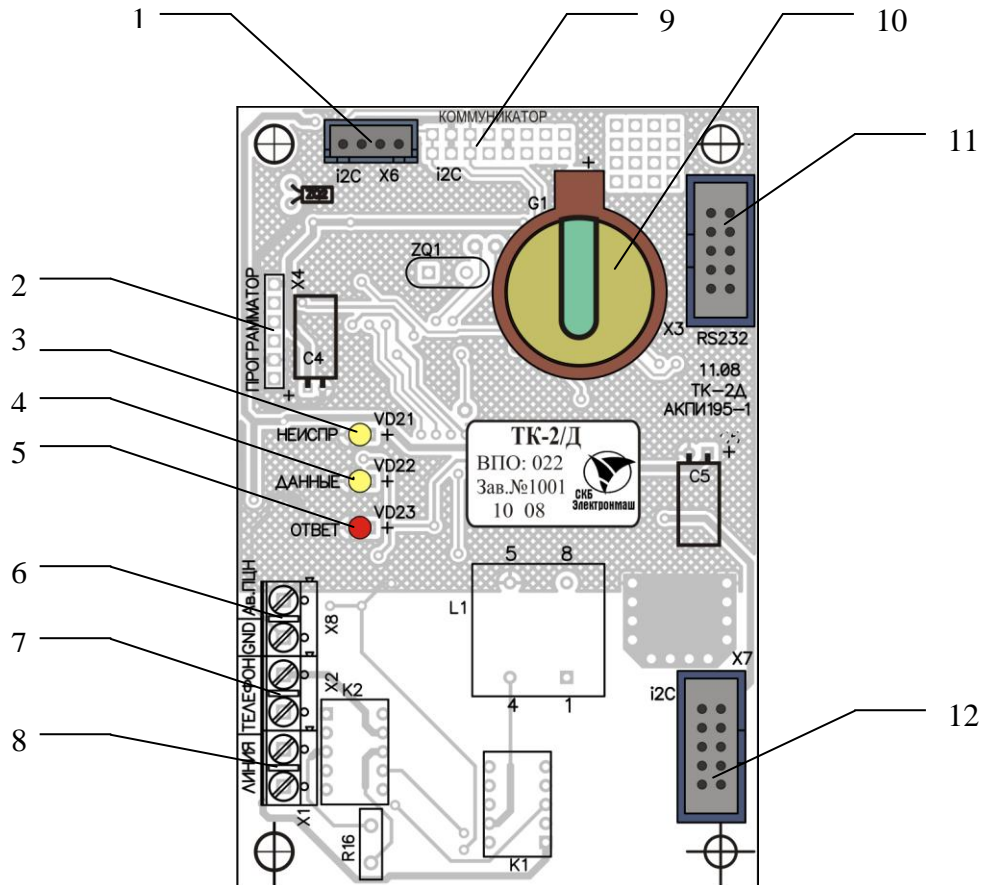 1
9
10
КОММУНИКАТОР
i2C X6 i2C
+
11
ZQ2
G1
ZQ1
2
ПРОГРАММАТОР
X4
C4
+
X3
RS232
3
11.08
ТК-2Д
АКПИ195-1
4
НЕИСПР
VD21
+
ДАННЫЕ
VD22
+
5
ОТВЕТ
VD23
+
ТК-2/Д
ВПО: 022
Зав.№1001
10 08
СКБ
Электронмаш
+
C5
6
Ав.ПЦН
GND
X8
5 8
L1
4 1
7
ТЕЛЕФОН
X2
K2
X7
i2C
8
ЛИНИЯ
X1
R16
K1
12